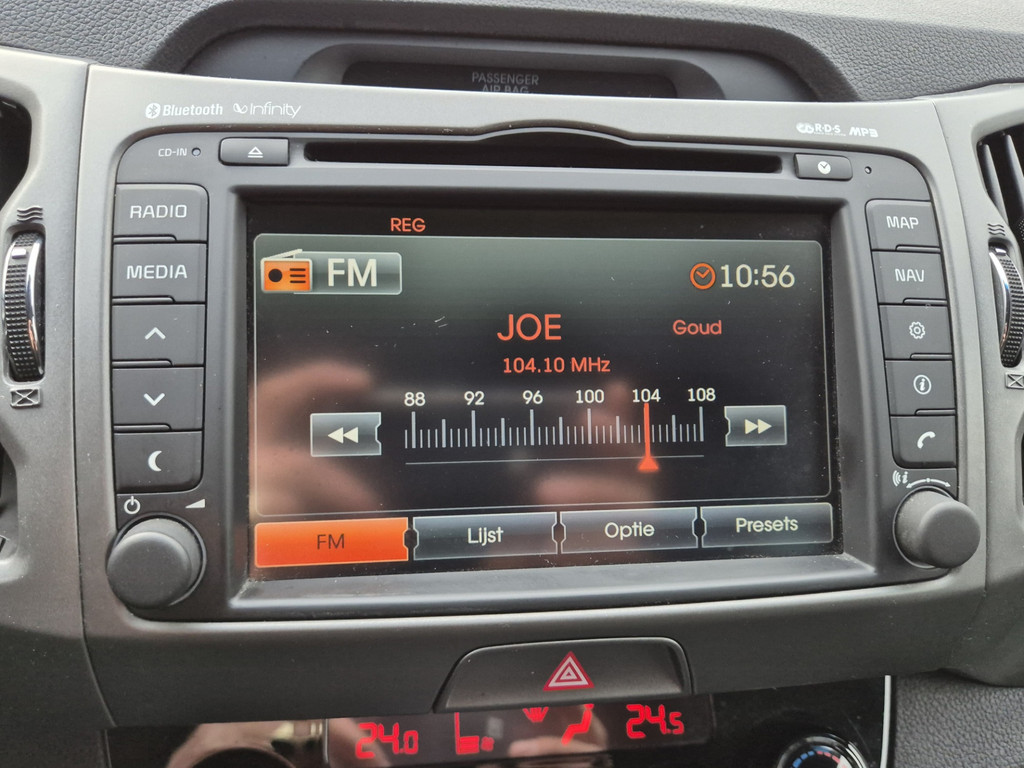 PASSENGER
AIR BAG
Bluetooth Infinity
R·D·S MP3
CD-IN
RADIO
MEDIA
MAP
NAV
REG
FM
10:56
JOE
Goud
104.10 MHz
88 92 96 100 104 108
FM Lijst Optie Presets
24.0 24.5